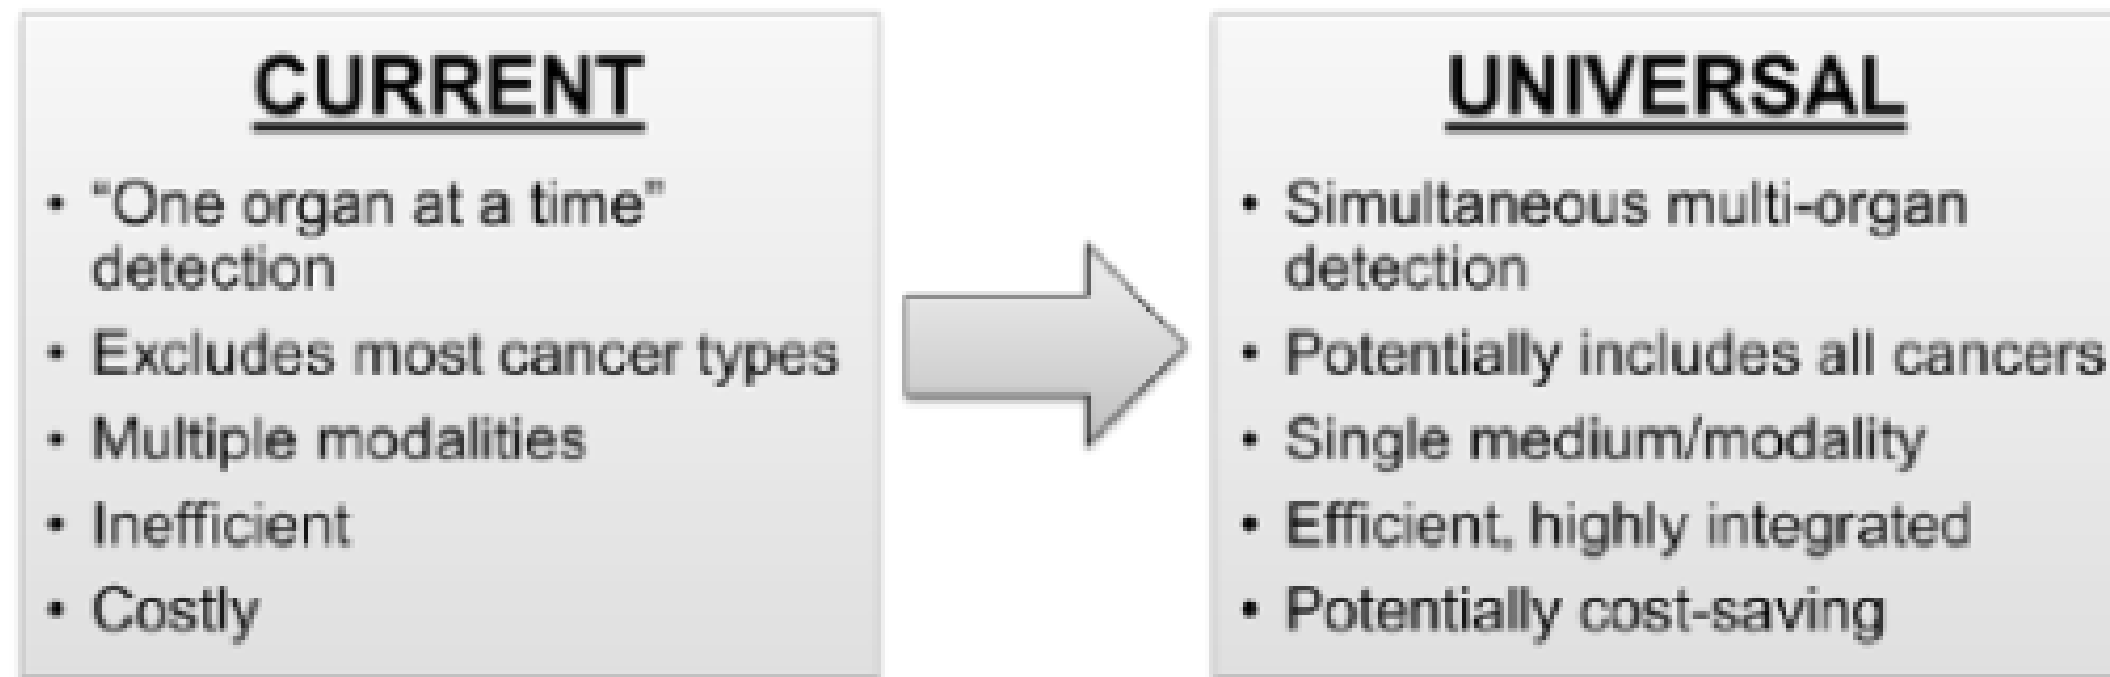 CURRENT
• “One organ at a time”
detection
• Excludes most cancer types
• Multiple modalities
• Inefficient
• Costly
UNIVERSAL
• Simultaneous multi-organ
detection
• Potentially includes all cancers
• Single medium/modality
• Efficient, highly integrated
• Potentially cost-saving